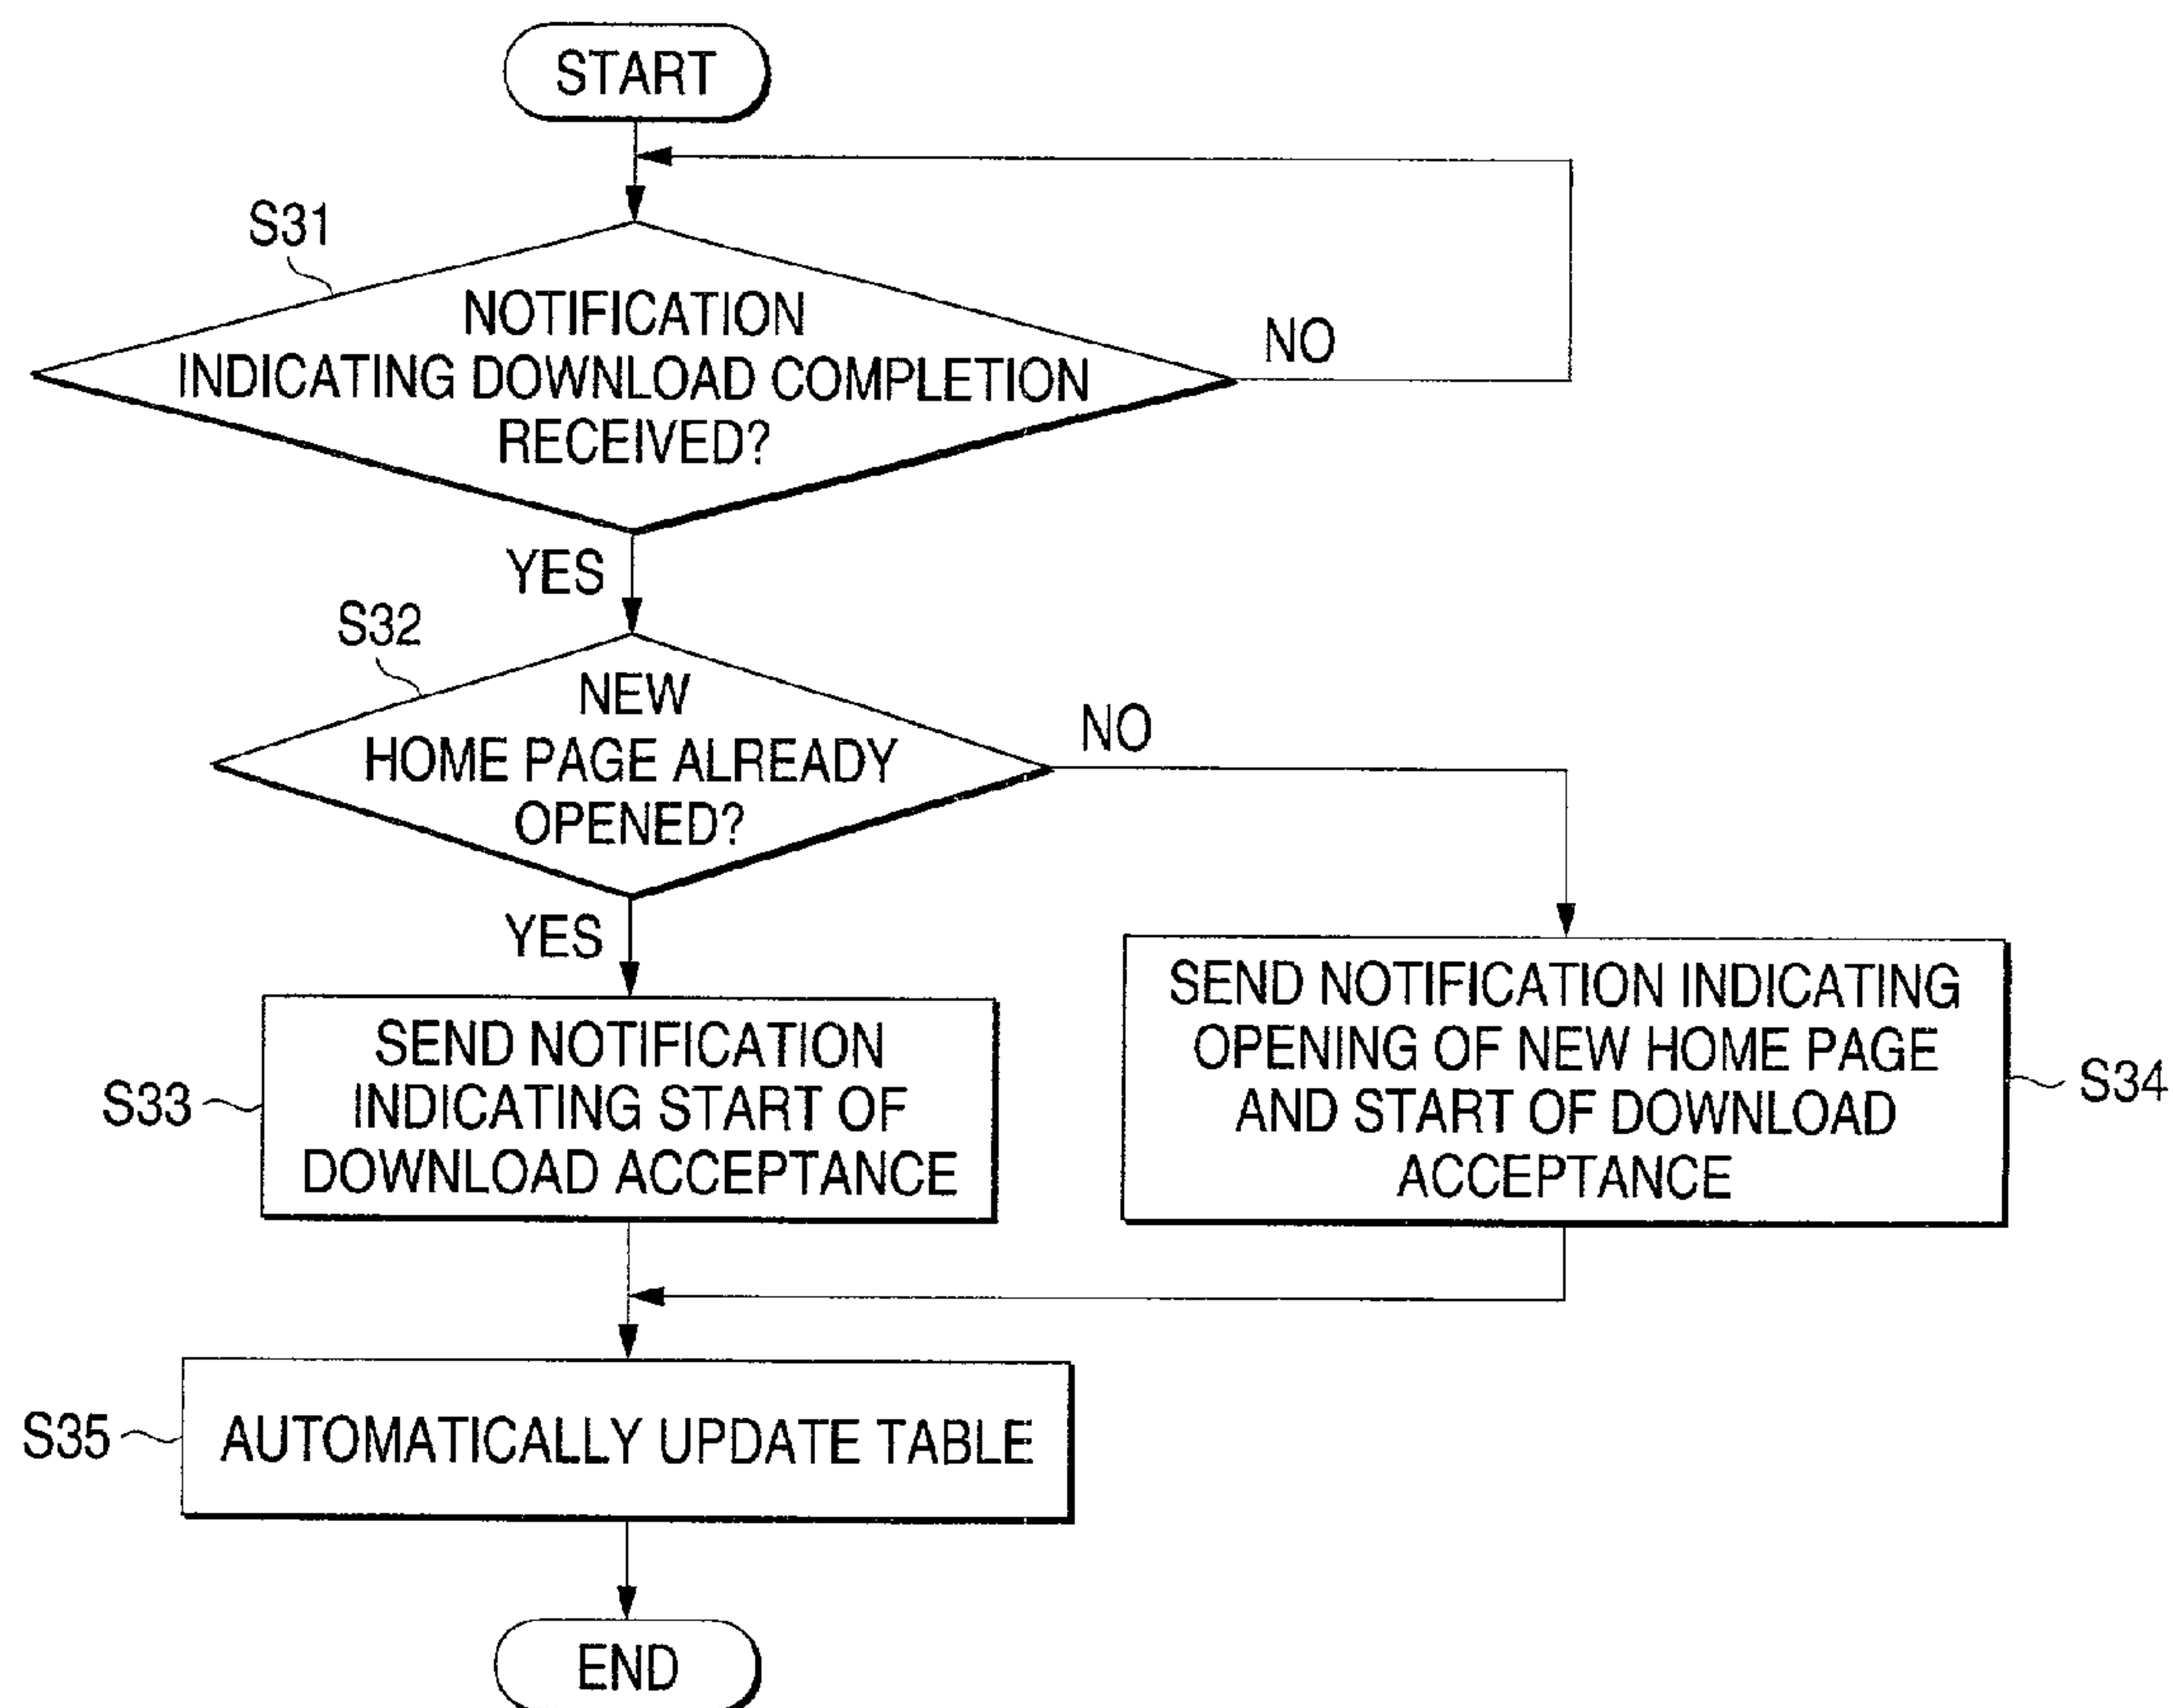 START
S31
NOTIFICATION
INDICATING DOWNLOAD COMPLETION
RECEIVED?
NO
YES
S32
NEW
HOME PAGE ALREADY
OPENED?
NO
YES
S33
SEND NOTIFICATION
INDICATING START OF
DOWNLOAD ACCEPTANCE
SEND NOTIFICATION INDICATING
OPENING OF NEW HOME PAGE
AND START OF DOWNLOAD
ACCEPTANCE
S34
S35
AUTOMATICALLY UPDATE TABLE
END